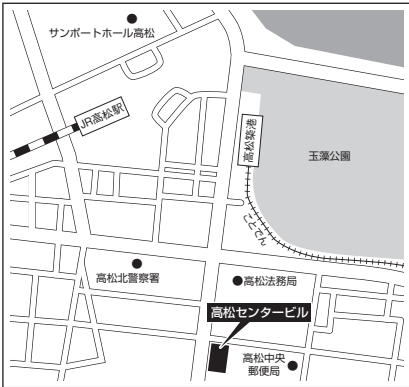 サンポートホール高松
JR高松駅
高松築港
玉藻公園
ことでん
高松北警察署
高松法務局
高松センタービル
高松中央
郵便局